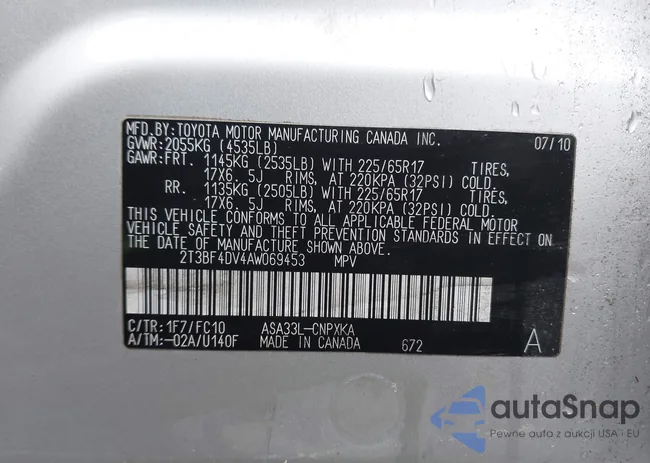 MFD. BY: TOYOTA MOTOR MANUFACTURING CANADA INC. 07/10
GVWR: 2055KG (4535LB)
GAWR: FRT. 1145KG (2535LB) WITH 225/65R17 TIRES,
17X6. 5J RIMS, AT 220KPA (32PSI) COLD.
RR. 1135KG (2505LB) WITH 225/65R17 TIRES,
17X6. 5J RIMS, AT 220KPA (32PSI) COLD.
THIS VEHICLE CONFORMS TO ALL APPLICABLE FEDERAL MOTOR
VEHICLE SAFETY AND THEFT PREVENTION STANDARDS IN EFFECT ON
THE DATE OF MANUFACTURE SHOWN ABOVE.
2T3BF4DV4AW069453 MPV
C/TR: 1F7/FC10 ASA33L-CNPXKA
A/TM: -02A/U140F MADE IN CANADA 672 A
autoSnap
Pewne auta z aukcji USA i EU